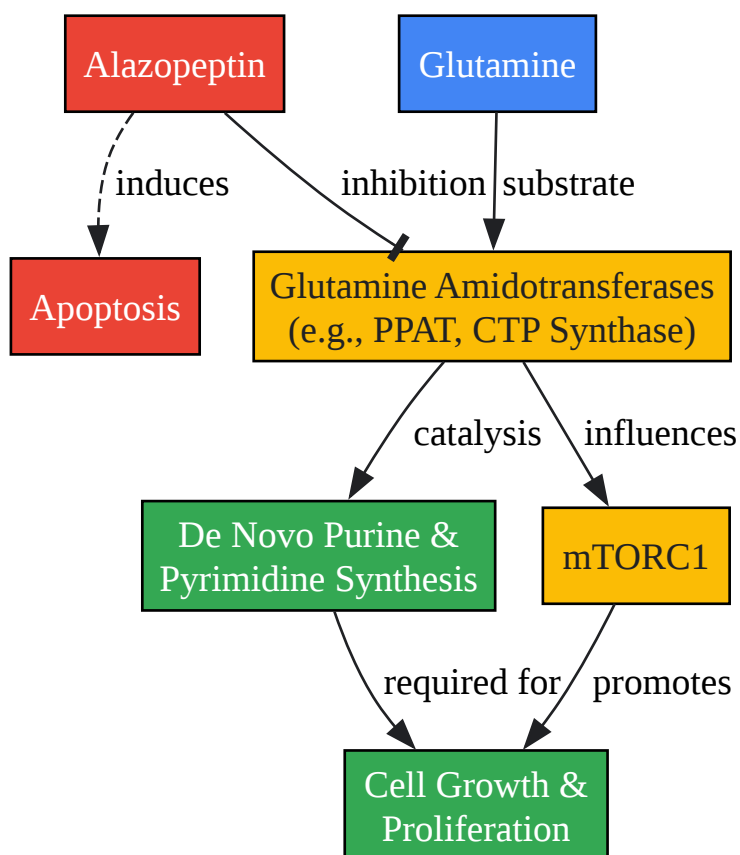 Alazopeptin
Glutamine
induces
inhibition
substrate
Apoptosis
Glutamine Amidotransferases
(e.g., PPAT, CTP Synthase)
catalysis
influences
De Novo Purine &
Pyrimidine Synthesis
mTORC1
required for
promotes
Cell Growth &
Proliferation